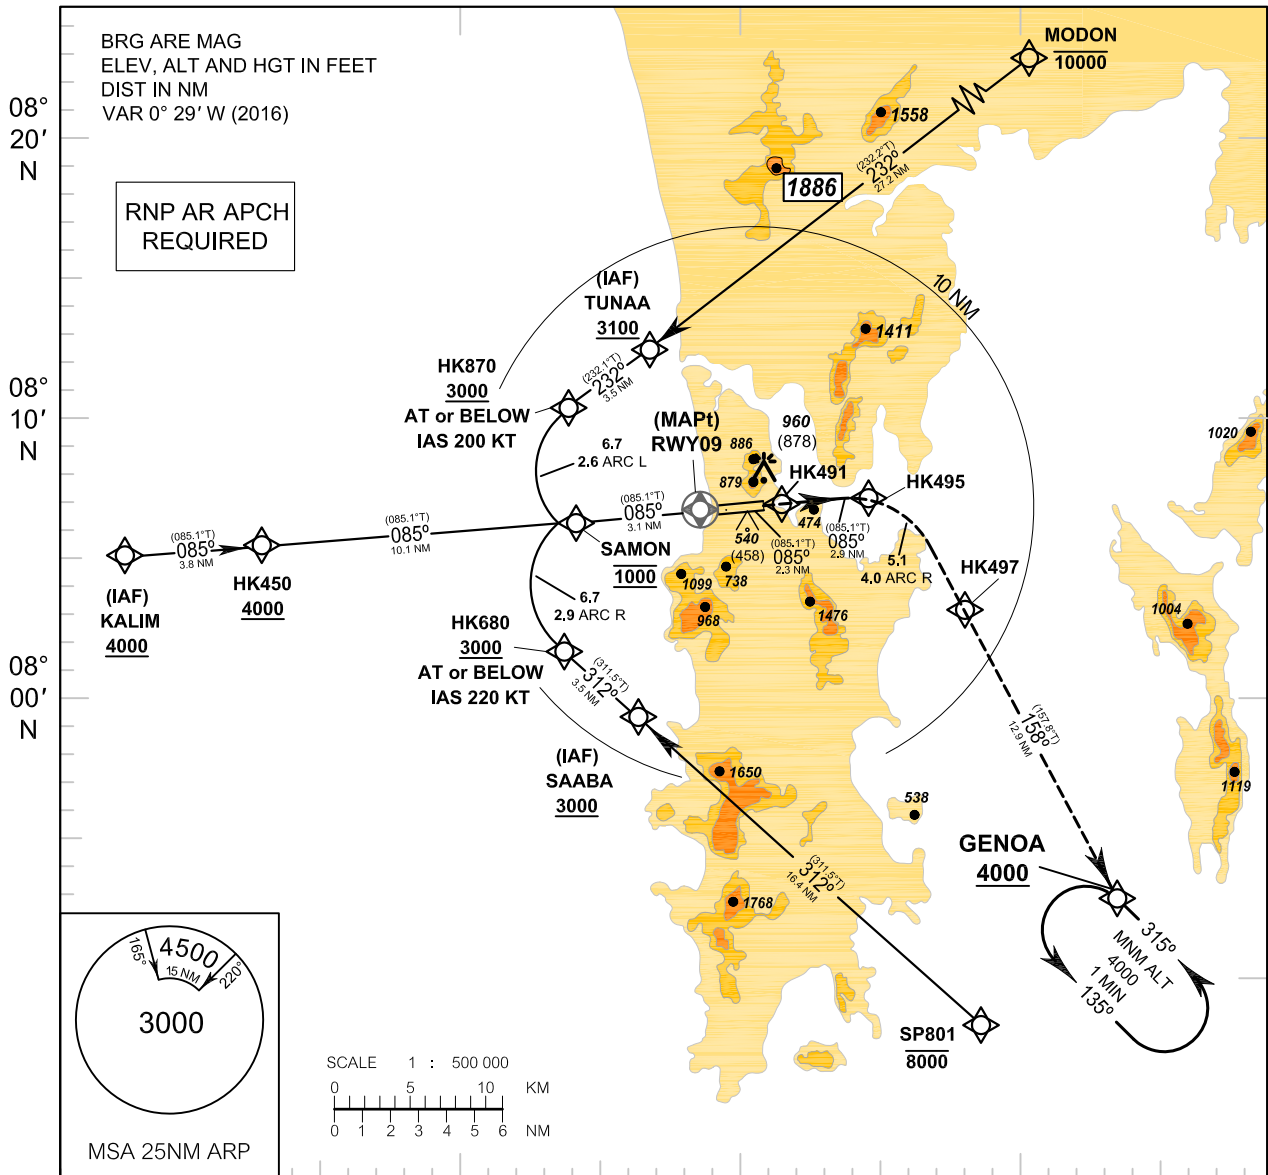 BRG ARE MAG
ELEV, ALT AND HGT IN FEET
DIST IN NM
VAR 0° 29′ W (2016)
RNP AR APCH
REQUIRED
08°
20′
N
08°
10′
N
08°
00′
N
MODON
10000
1558
1886
(232.2°T)
232°
27.2 NM
10 NM
(IAF)
TUNAA
3100
(232.1°T)
232°
3.5 NM
HK870
3000
AT or BELOW
IAS 200 KT
1411
(MAPt)
RWY09
886
960
(878)
879
HK491
HK495
6.7
2.6 ARC L
1020
(085.1°T)
085°
3.8 NM
(085.1°T)
085°
10.1 NM
(085.1°T)
085°
3.1 NM
540
(458)
(085.1°T)
085°
2.3 NM
474
(085.1°T)
085°
2.9 NM
5.1
4.0 ARC R
HK497
(IAF)
KALIM
4000
HK450
4000
SAMON
1000
1099
738
968
1476
1004
6.7
2.9 ARC R
HK680
3000
AT or BELOW
IAS 220 KT
(311.5°T)
312°
3.5 NM
(IAF)
SAABA
3000
(157.8°T)
158°
12.9 NM
1650
538
1119
GENOA
4000
(311.5°T)
312°
16.4 NM
1768
315°
MNM ALT
4000
1 MIN
135°
SP801
8000
165°
4500
15 NM
220°
3000
MSA 25NM ARP
SCALE 1 : 500 000
0 5 10 KM
0 1 2 3 4 5 6 NM